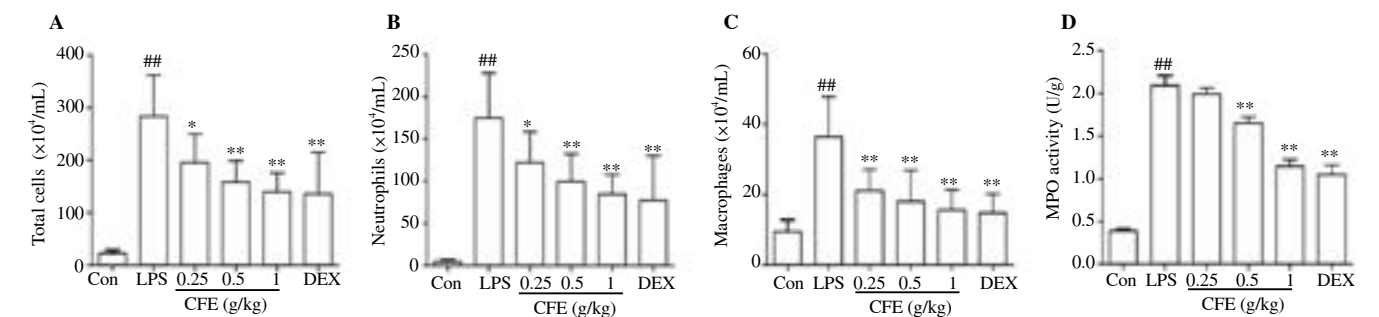 A
Total cells (×10⁴/mL)
400
300
200
100
0
##
*
**
**
**
Con LPS 0.25 0.5 1 DEX
CFE (g/kg)
B
Neutrophils (×10⁴/mL)
250
200
150
100
50
0
##
*
**
**
**
Con LPS 0.25 0.5 1 DEX
CFE (g/kg)
C
Macrophages (×10⁴/mL)
60
40
20
0
##
**
**
**
**
Con LPS 0.25 0.5 1 DEX
CFE (g/kg)
D
MPO activity (U/g)
2.5
2.0
1.5
1.0
0.5
0.0
##
**
**
**
Con LPS 0.25 0.5 1 DEX
CFE (g/kg)